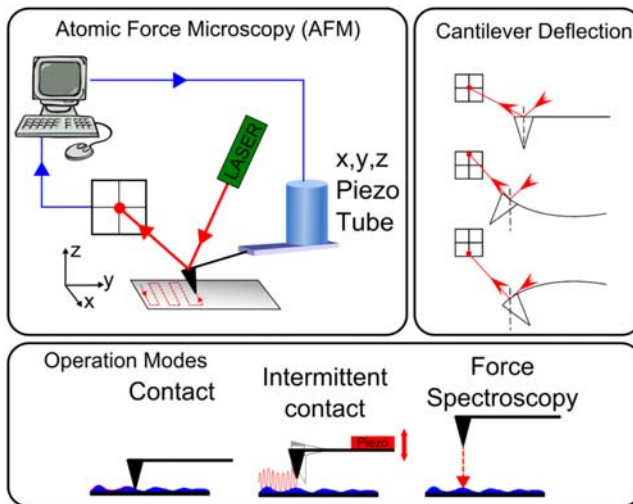 Atomic Force Microscopy (AFM)
Cantilever Deflection
LASER
x,y,z
Piezo
Tube
z
y
x
Operation Modes
Contact
Intermittent
contact
Piezo
Force
Spectroscopy